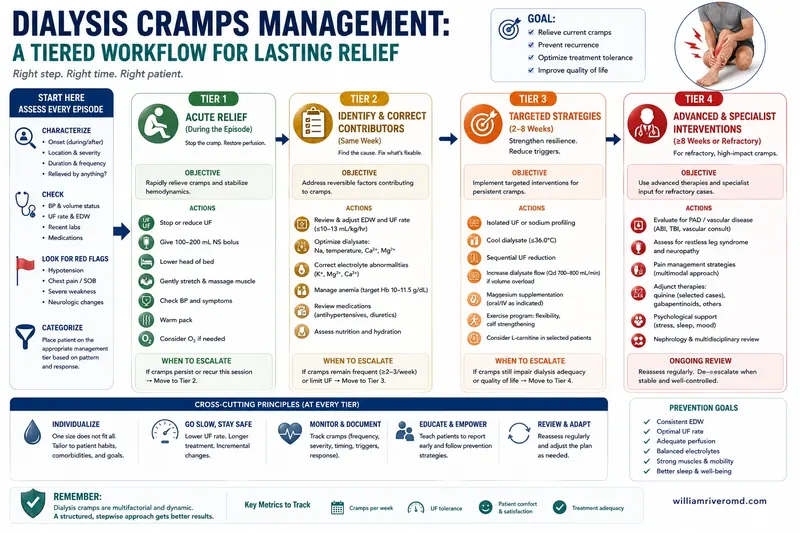 DIALYSIS CRAMPS MANAGEMENT:
A TIERED WORKFLOW FOR LASTING RELIEF
Right step. Right time. Right patient.
GOAL:
Relieve current cramps
Prevent recurrence
Optimize treatment tolerance
Improve quality of life
START HERE
ASSESS EVERY EPISODE
CHARACTERIZE
• Onset (during/after)
• Location & severity
• Duration & frequency
• Relieved by anything?
CHECK
• BP & volume status
• UF rate & EDW
• Recent labs
• Medications
LOOK FOR RED FLAGS
• Hypotension
• Chest pain / SOB
• Severe weakness
• Neurologic changes
CATEGORIZE
Place patient on the
appropriate management
tier based on pattern
and response.
TIER 1
ACUTE RELIEF
(During the Episode)
Stop the cramp. Restore perfusion.
OBJECTIVE
Rapidly relieve cramps and stabilize
hemodynamics.
ACTIONS
UF
UF
Stop or reduce UF
Give 100–200 mL NS bolus
Lower head of bed
Gently stretch & massage muscle
Check BP and symptoms
Warm pack
O₂
Consider O₂ if needed
WHEN TO ESCALATE
If cramps persist or recur this session
→ Move to Tier 2.
TIER 2
IDENTIFY & CORRECT
CONTRIBUTORS
(Same Week)
Find the cause. Fix what's fixable.
OBJECTIVE
Address reversible factors contributing
to cramps.
ACTIONS
Review & adjust EDW and UF rate
(≤10–13 mL/kg/hr)
Optimize dialysate:
Na, temperature, Ca²⁺, Mg²⁺
Correct electrolyte abnormalities
(K⁺, Mg²⁺, Ca²⁺)
Manage anemia (target Hb 10–11.5 g/dL)
Review medications
(antihypertensives, diuretics)
Assess nutrition and hydration
WHEN TO ESCALATE
If cramps remain frequent (≥2–3/week)
or limit UF → Move to Tier 3.
TIER 3
TARGETED STRATEGIES
(2–8 Weeks)
Strengthen resilience.
Reduce triggers.
OBJECTIVE
Implement targeted interventions for
persistent cramps.
ACTIONS
Isolated UF or sodium profiling
Cool dialysate (≤36.0°C)
Sequential UF reduction
Increase dialysate flow (Qd 700–800 mL/min)
if volume overload
Maggesium supplementation
(oral/IV as indicated)
Exercise program: flexibility,
calf strengthening
Consider L-carnitine in selected patients
WHEN TO ESCALATE
If cramps still impair dialysis adequacy
or quality of life → Move to Tier 4.
TIER 4
ADVANCED & SPECIALIST
INTERVENTIONS
(≥8 Weeks or Refractory)
For refractory, high-impact cramps.
OBJECTIVE
Use advanced therapies and specialist
input for refractory cases.
ACTIONS
Evaluate for PAD / vascular disease
(ABI, TBI, vascular consult)
Assess for restless leg syndrome
and neuropathy
Pain management strategies
(multimodal approach)
Adjunct therapies:
quinine (selected cases),
gabapentinoids, others
Psychological support
(stress, sleep, mood)
Nephrology & multidisciplinary review
ONGOING REVIEW
Reassess regularly. De-escalate when
stable and well-controlled.
CROSS-CUTTING PRINCIPLES (AT EVERY TIER)
INDIVIDUALIZE
One size does not fit all.
Tailor to patient habits,
comorbidities, and goals.
GO SLOW, STAY SAFE
Lower UF rate. Longer
treatment. Incremental
changes.
MONITOR & DOCUMENT
Track cramps (frequency,
severity, timing, triggers,
response).
EDUCATE & EMPOWER
Teach patients to report
early and follow prevention
strategies.
REVIEW & ADAPT
Reassess regularly
and adjust the plan
as needed.
PREVENTION GOALS
Consistent EDW
Optimal UF rate
Adequate perfusion
Balanced electrolytes
Strong muscles & mobility
Better sleep & well-being
REMEMBER:
Dialysis cramps are multifactorial and dynamic.
A structured, stepwise approach gets better results.
Key Metrics to Track
Cramps per week
UF tolerance
Patient comfort
& satisfaction
Treatment adequacy
williamriveromd.com